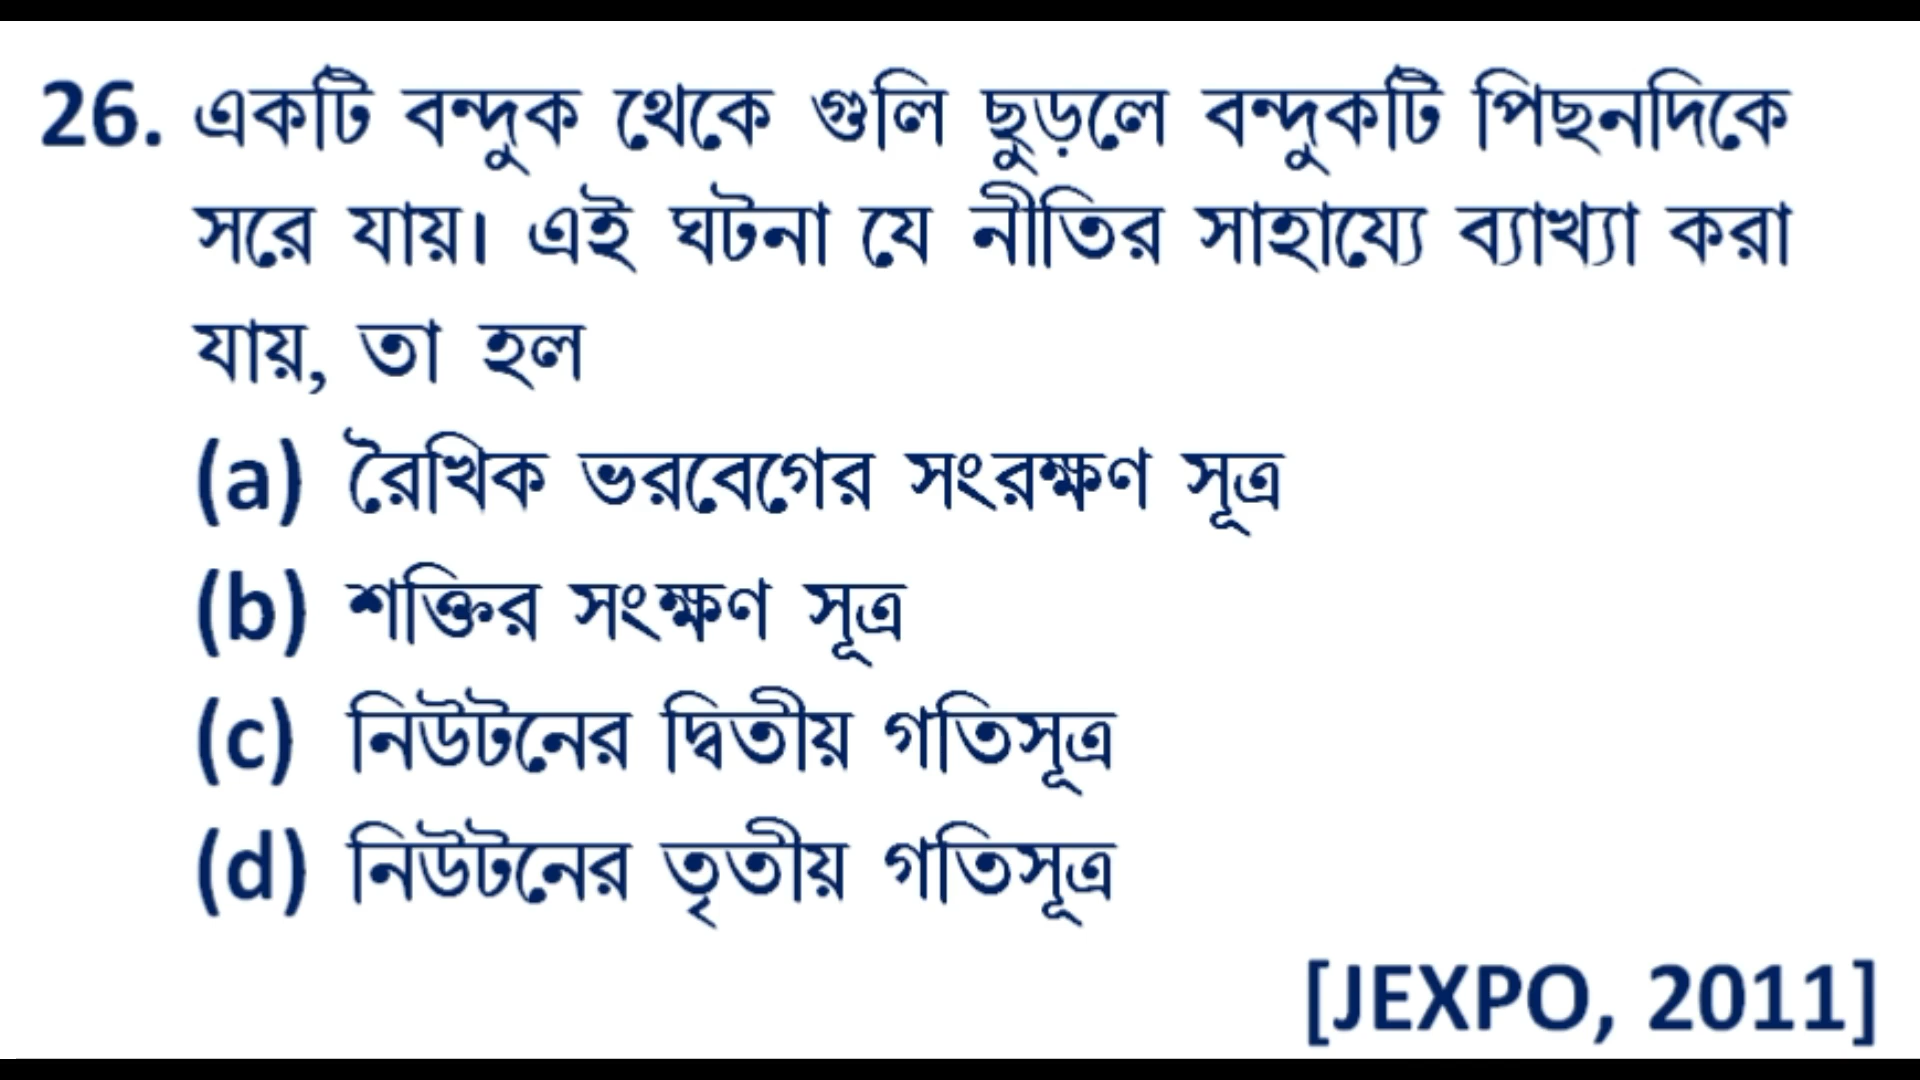 26. একটি বন্দুক থেকে গুলি ছুড়লে বন্দুকটি পিছনদিকে
সরে যায়। এই ঘটনা যে নীতির সাহায্যে ব্যাখ্যা করা
যায়, তা হল
(a) রৈখিক ভরবেগের সংরক্ষণ সূত্র
(b) শক্তির সংক্ষণ সূত্র
(c) নিউটনের দ্বিতীয় গতিসূত্র
(d) নিউটনের তৃতীয় গতিসূত্র
[JEXPO, 2011]